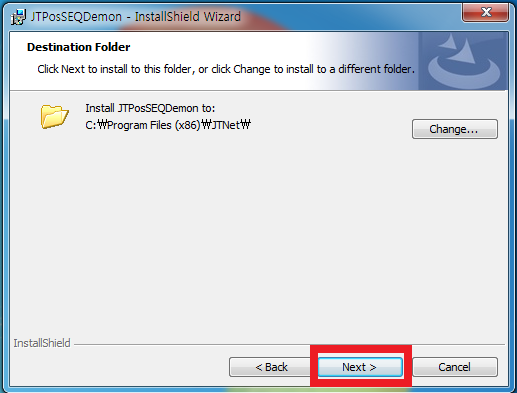 JTPosSEQDemon - InstallShield Wizard
Destination Folder
Click Next to install to this folder, or click Change to install to a different folder.
Install JTPosSEQDemon to:
C:₩Program Files (x86)₩JTNet₩
Change...
InstallShield
< Back
Next >
Cancel